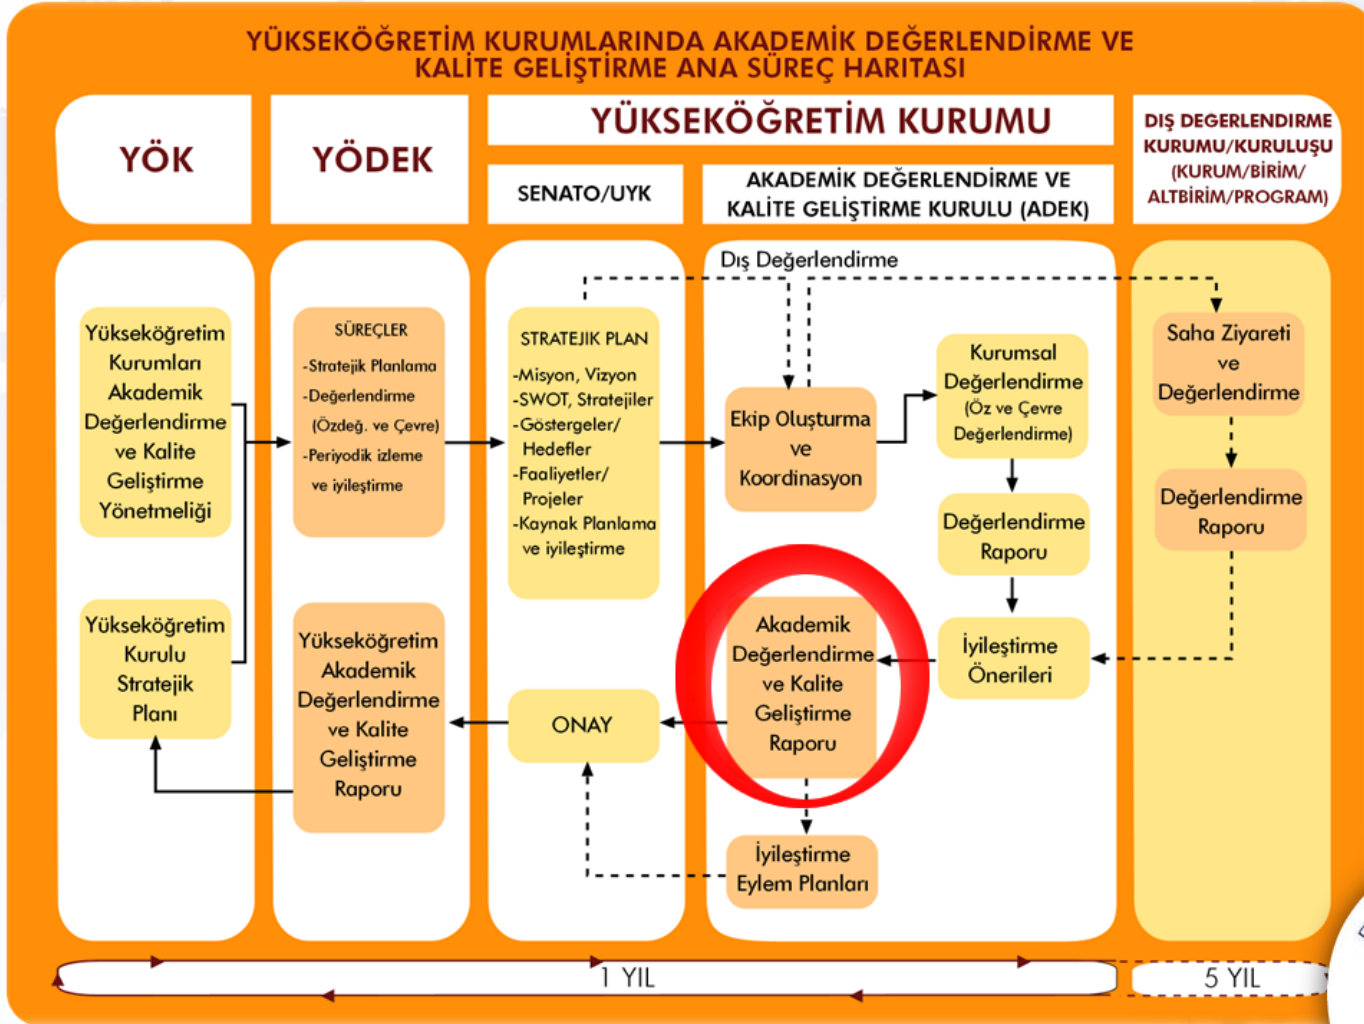 YÜKSEKÖĞRETİM KURUMLARINDA AKADEMİK DEĞERLENDİRME VE
KALİTE GELİŞTİRME ANA SÜREÇ HARITASI
YÖK
YÖDEK
YÜKSEKÖĞRETİM KURUMU
SENATO/UYK
AKADEMİK DEĞERLENDİRME VE
KALİTE GELİŞTİRME KURULU (ADEK)
DIŞ DEGERLENDIRME
KURUMU/KURULUŞU
(KURUM/BİRİM/
ALTBİRİM/PROGRAM)
Yükseköğretim
Kurumları
Akademik
Değerlendirme
ve Kalite
Geliştirme
Yönetmeliği
Yükseköğretim
Kurulu
Stratejik
Planı
SÜREÇLER
-Stratejik Planlama
-Değerlendirme
(Özdeğ. ve Çevre)
-Periyodik izleme
ve iyileştirme
Yükseköğretim
Akademik
Değerlendirme
ve Kalite
Geliştirme
Raporu
STRATEJIK PLAN
-Misyon, Vizyon
-SWOT, Stratejiler
-Göstergeler/
Hedefler
-Faaliyetler/
Projeler
-Kaynak Planlama
ve iyileştirme
ONAY
Dış Değerlendirme
Ekip Oluşturma
ve
Koordinasyon
Kurumsal
Değerlendirme
(Öz ve Çevre
Değerlendirme)
Değerlendirme
Raporu
İyileştirme
Önerileri
Akademik
Değerlendirme
ve Kalite
Geliştirme
Raporu
İyileştirme
Eylem Planları
Saha Ziyareti
ve
Değerlendirme
Değerlendirme
Raporu
1 YIL
5 YIL